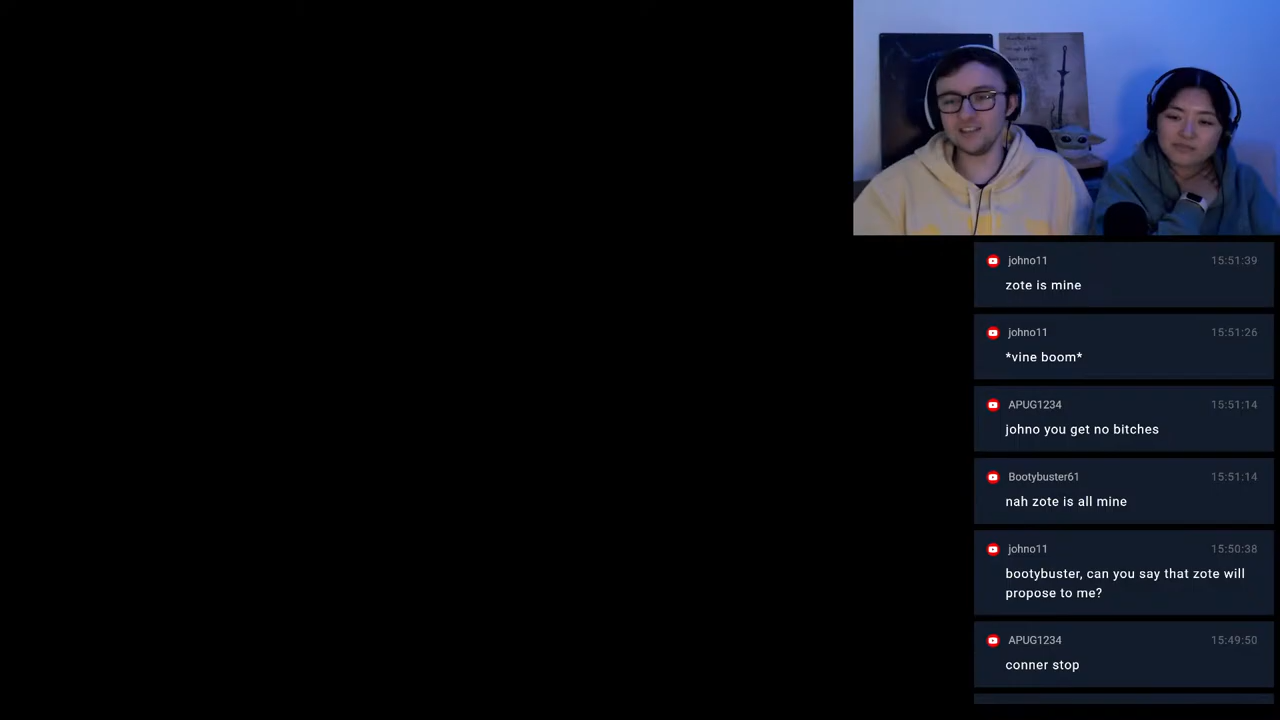 johno11
15:51:39
zote is mine
johno11
15:51:26
*vine boom*
APUG1234
15:51:14
johno you get no bitches
Bootybuster61
15:51:14
nah zote is all mine
johno11
15:50:38
bootybuster, can you say that zote will
propose to me?
APUG1234
15:49:50
conner stop